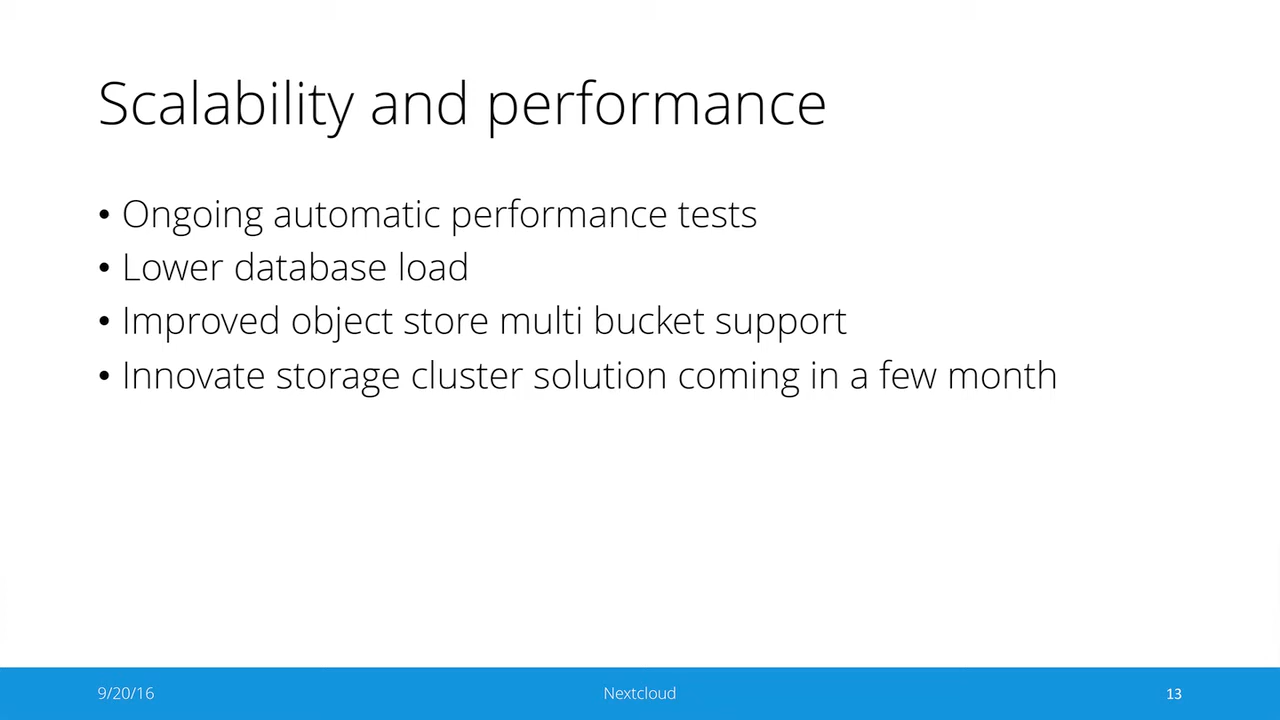 Scalability and performance
• Ongoing automatic performance tests
• Lower database load
• Improved object store multi bucket support
• Innovate storage cluster solution coming in a few month
9/20/16 Nextcloud 13